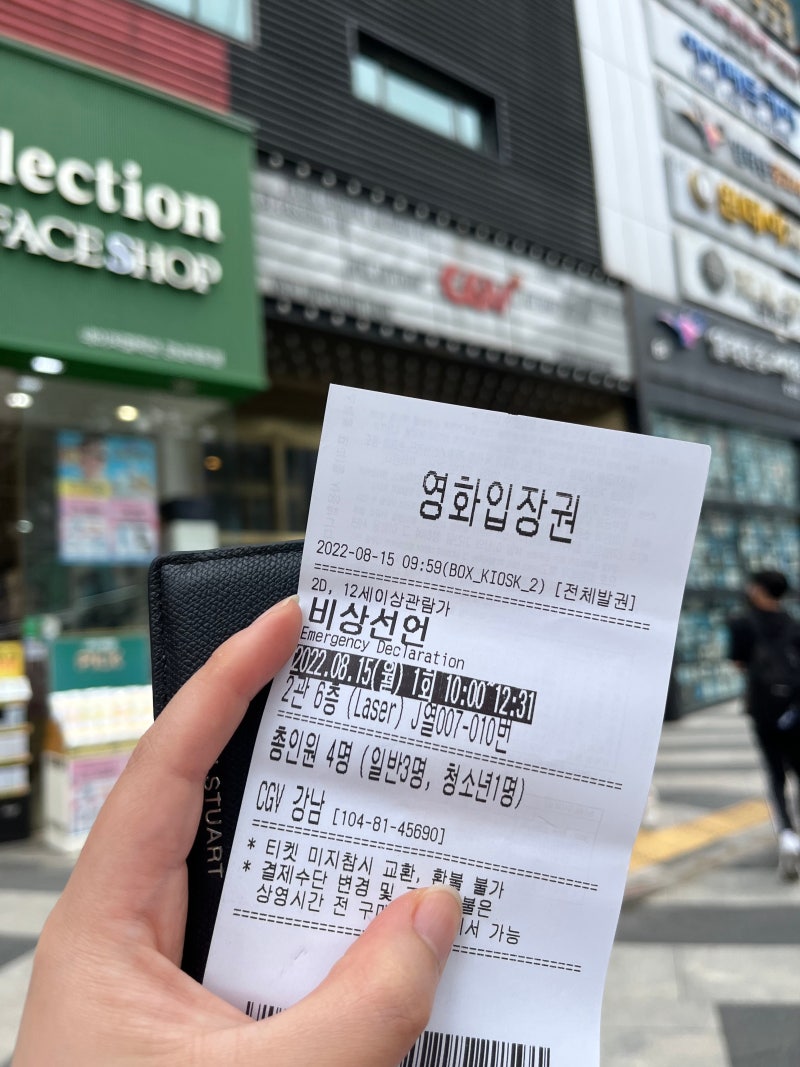 lection
FACESHOP
CGV
영화입장권
2022-08-15 09:59(BOX_KIOSK_2) [전체발권]
2D, 12세이상관람가
비상선언
Emergency Declaration
2022.08.15(월) 1회 10:00~12:31
2관 6층 (Laser) J열007-010번
총인원 4명 (일반3명, 청소년1명)
CGV 강남 [104-81-45690]
* 티켓 미지참시 교환, 환불 불가
* 결제수단 변경 및 불은
상영시간 전 서 가능
STUART